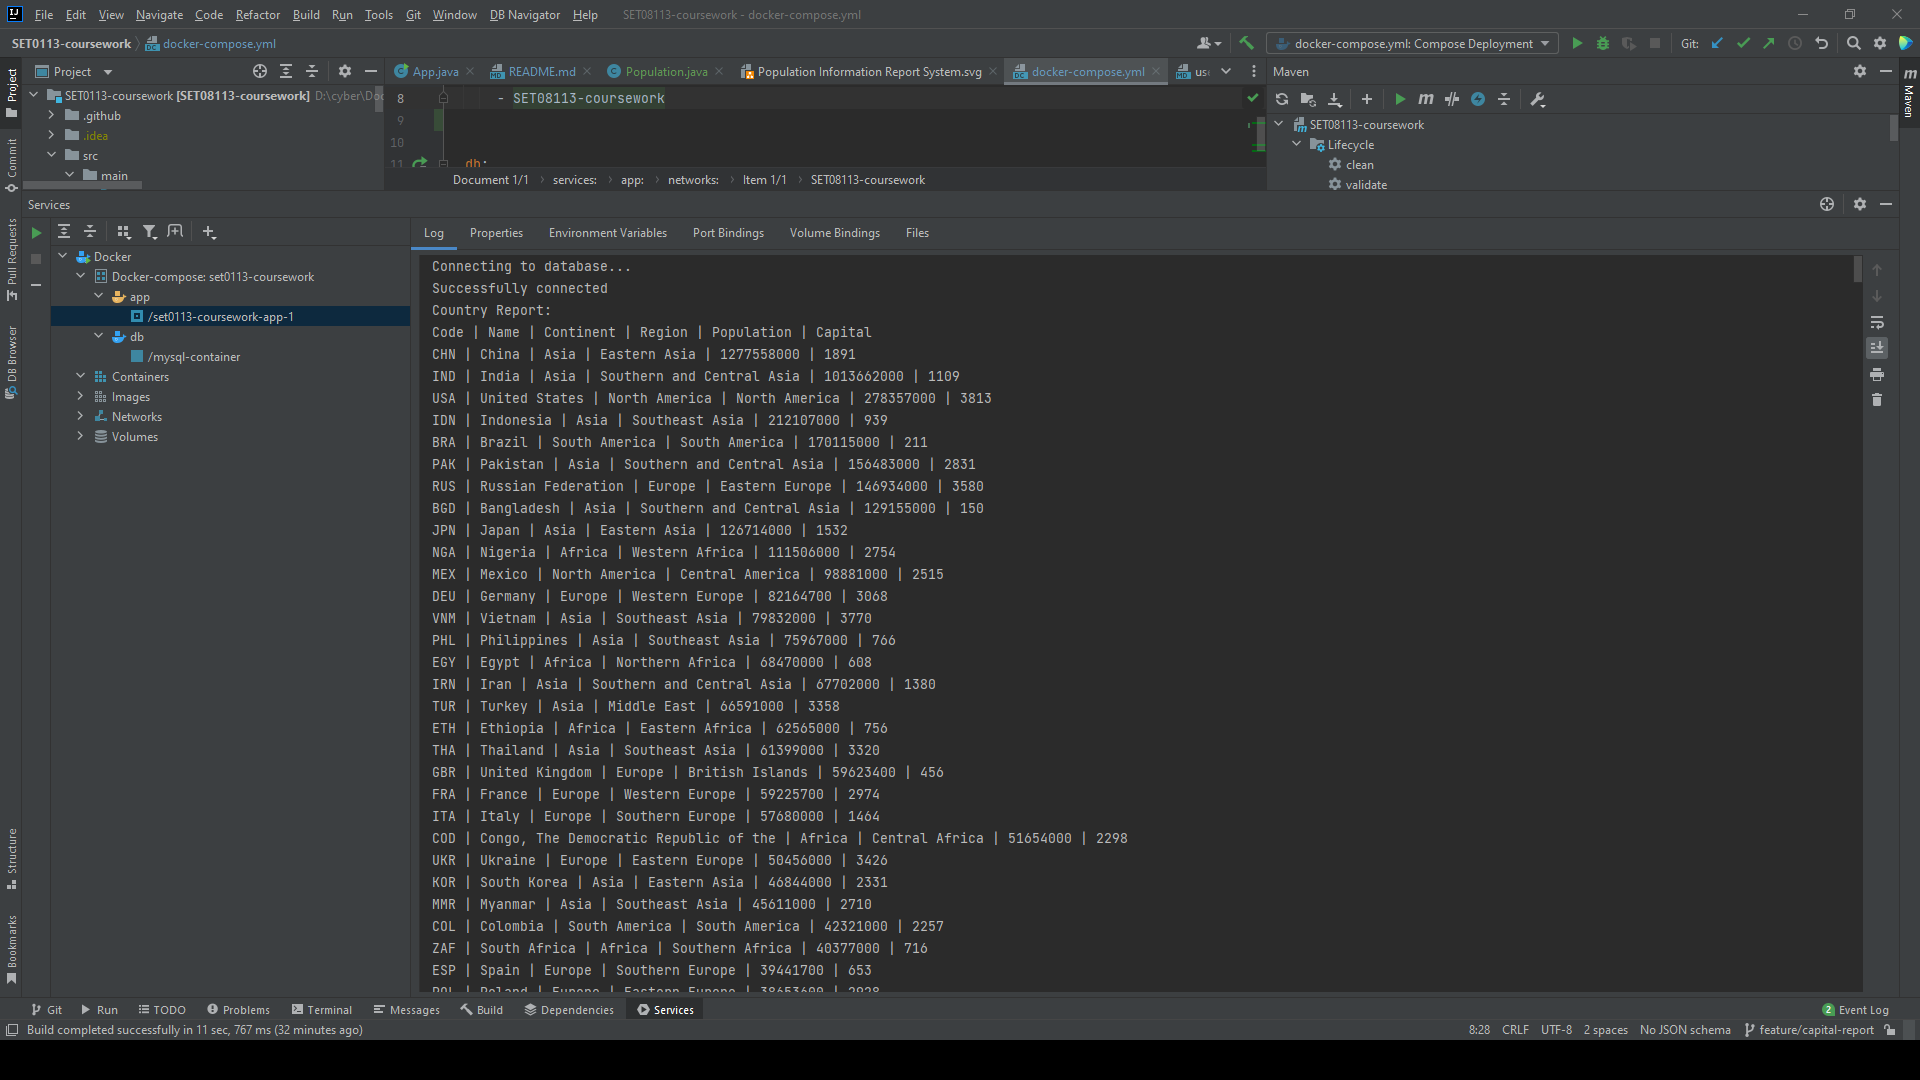 File Edit View Navigate Code Refactor Build Run Tools Git Window DB Navigator Help SET08113-coursework - docker-compose.yml
SET0113-coursework docker-compose.yml docker-compose.yml: Compose Deployment Git:
Project App.java README.md Population.java Population Information Report System.svg docker-compose.yml Maven
SET0113-coursework [SET08113-coursework] D:\cyber\Doc
.github
.idea
src
main
8 - SET08113-coursework
9
10
11 db:
Document 1/1 services: app: networks: Item 1/1 SET08113-coursework
SET08113-coursework
Lifecycle
clean
validate
Services
Log Properties Environment Variables Port Bindings Volume Bindings Files
Docker
Docker-compose: set0113-coursework
app
/set0113-coursework-app-1
db
/mysql-container
Containers
Images
Networks
Volumes
Connecting to database...
Successfully connected
Country Report:
Code | Name | Continent | Region | Population | Capital
CHN | China | Asia | Eastern Asia | 1277558000 | 1891
IND | India | Asia | Southern and Central Asia | 1013662000 | 1109
USA | United States | North America | North America | 278357000 | 3813
IDN | Indonesia | Asia | Southeast Asia | 212107000 | 939
BRA | Brazil | South America | South America | 170115000 | 211
PAK | Pakistan | Asia | Southern and Central Asia | 156483000 | 2831
RUS | Russian Federation | Europe | Eastern Europe | 146934000 | 3580
BGD | Bangladesh | Asia | Southern and Central Asia | 129155000 | 150
JPN | Japan | Asia | Eastern Asia | 126714000 | 1532
NGA | Nigeria | Africa | Western Africa | 111506000 | 2754
MEX | Mexico | North America | Central America | 98881000 | 2515
DEU | Germany | Europe | Western Europe | 82164700 | 3068
VNM | Vietnam | Asia | Southeast Asia | 79832000 | 3770
PHL | Philippines | Asia | Southeast Asia | 75967000 | 766
EGY | Egypt | Africa | Northern Africa | 68470000 | 608
IRN | Iran | Asia | Southern and Central Asia | 67702000 | 1380
TUR | Turkey | Asia | Middle East | 66591000 | 3358
ETH | Ethiopia | Africa | Eastern Africa | 62565000 | 756
THA | Thailand | Asia | Southeast Asia | 61399000 | 3320
GBR | United Kingdom | Europe | British Islands | 59623400 | 456
FRA | France | Europe | Western Europe | 59225700 | 2974
ITA | Italy | Europe | Southern Europe | 57680000 | 1464
COD | Congo, The Democratic Republic of the | Africa | Central Africa | 51654000 | 2298
UKR | Ukraine | Europe | Eastern Europe | 50456000 | 3426
KOR | South Korea | Asia | Eastern Asia | 46844000 | 2331
MMR | Myanmar | Asia | Southeast Asia | 45611000 | 2710
COL | Colombia | South America | South America | 42321000 | 2257
ZAF | South Africa | Africa | Southern Africa | 40377000 | 716
ESP | Spain | Europe | Southern Europe | 39441700 | 653
POL | Poland | Europe | Eastern Europe | 38653600 | 2928
Project
Commit
Pull Requests
DB Browser
Structure
Bookmarks
Maven
Git Run TODO Problems Terminal Messages Build Dependencies Services 2 Event Log
Build completed successfully in 11 sec, 767 ms (32 minutes ago) 8:28 CRLF UTF-8 2 spaces No JSON schema feature/capital-report